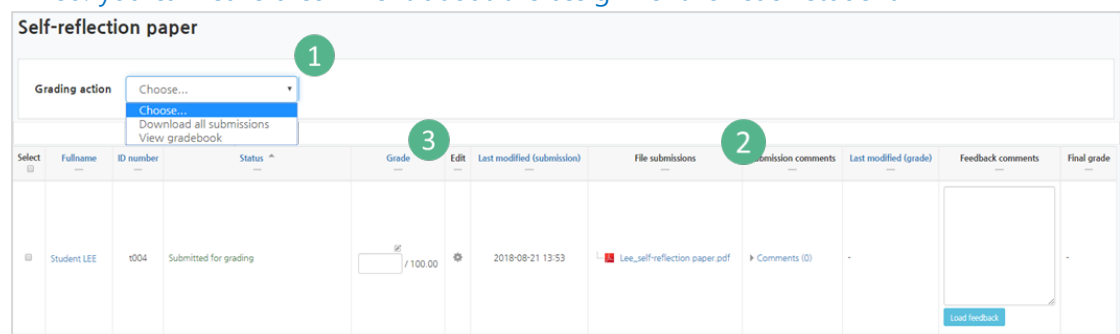 Self-reflection paper
1
Grading action Choose...
Choose...
Download all submissions
View gradebook
3
2
Select Fullname ID number Status Grade Edit Last modified (submission) File submissions mission comments Last modified (grade) Feedback comments Final grade
Student LEE t004 Submitted for grading / 100.00 2018-08-21 13:53 Lee_self-reflection paper.pdf Comments (0) - -
Load feedback